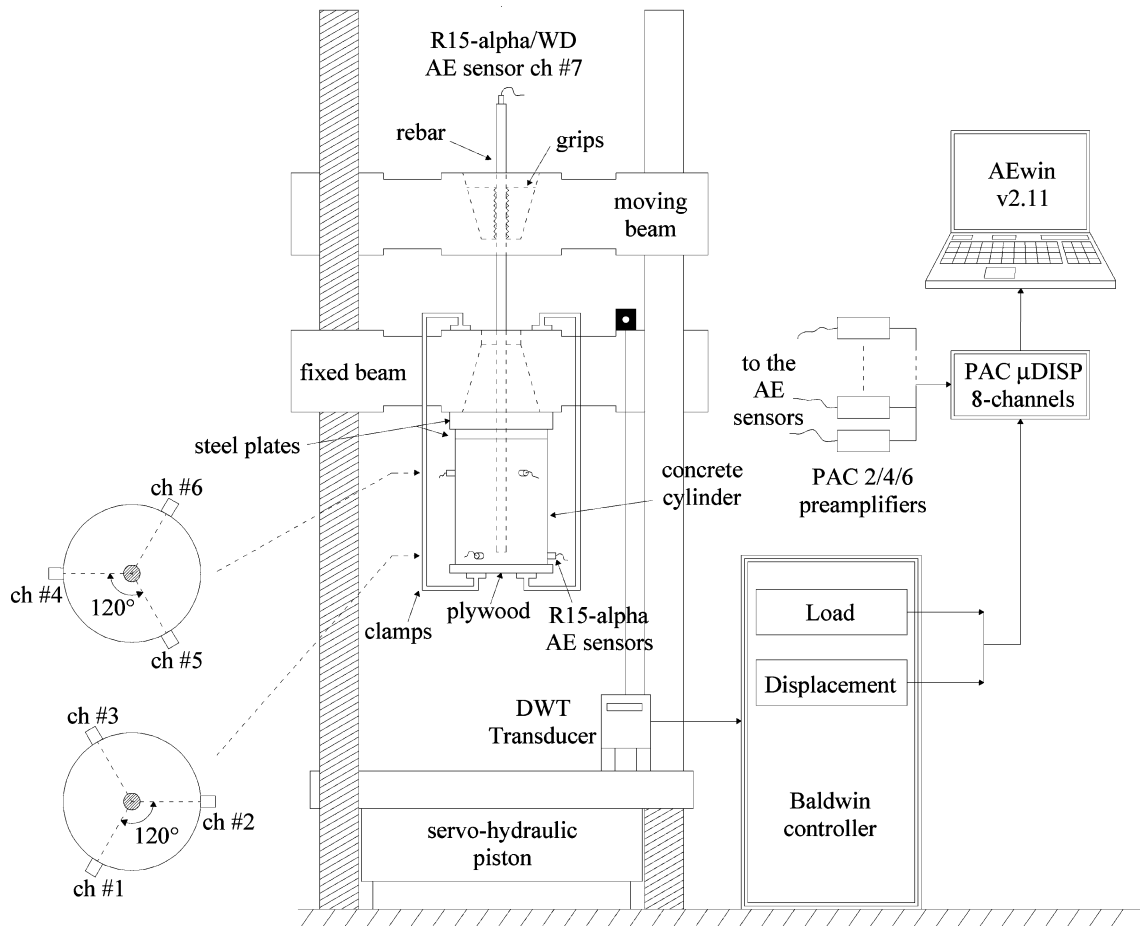 R15-alpha/WD
AE sensor ch #7
rebar
grips
moving
beam
AEwin
v2.11
fixed beam
to the
AE
sensors
PAC μDISP
8-channels
steel plates
concrete
cylinder
PAC 2/4/6
preamplifiers
ch #6
ch #4
120°
ch #5
clamps
plywood
R15-alpha
AE sensors
Load
Displacement
ch #3
DWT
Transducer
ch #2
120°
ch #1
servo-hydraulic
piston
Baldwin
controller